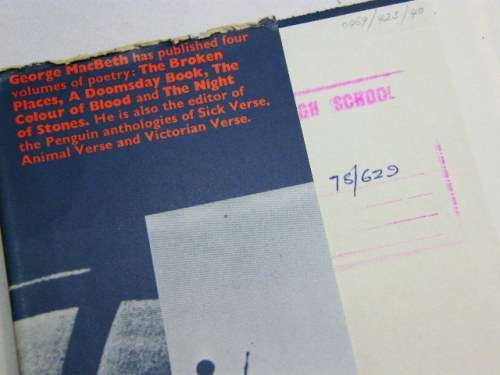 George MacBeth has published four
volumes of poetry: The Broken
Places, A Doomsday Book, The
Colour of Blood and The Night
of Stones. He is also the editor of
the Penguin anthologies of Sick Verse,
Animal Verse and Victorian Verse.
GH SCHOOL
75/629